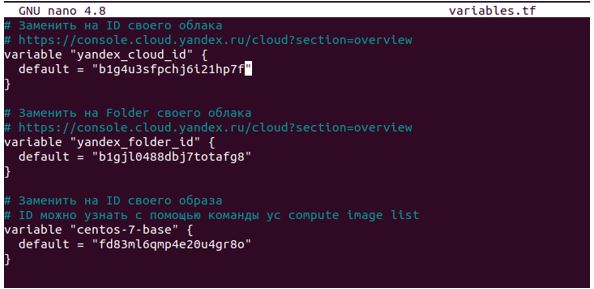 GNU nano 4.8 variables.tf
# Заменить на ID своего облака
# https://console.cloud.yandex.ru/cloud?section=overview
variable "yandex_cloud_id" {
default = "b1g4u3sfpchj6i21hp7f"
}
# Заменить на Folder своего облака
# https://console.cloud.yandex.ru/cloud?section=overview
variable "yandex_folder_id" {
default = "b1gjl0488dbj7totafg8"
}
# Заменить на ID своего образа
# ID можно узнать с помощью команды yc compute image list
variable "centos-7-base" {
default = "fd83ml6qmp4e20u4gr8o"
}